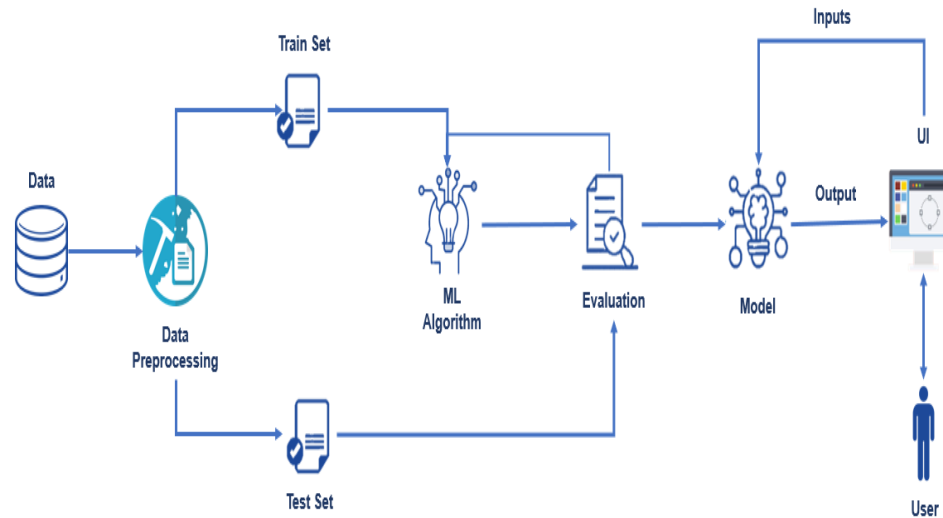 Inputs
Train Set
UI
Data
Output
ML
Algorithm
Evaluation
Model
Data
Preprocessing
Test Set
User